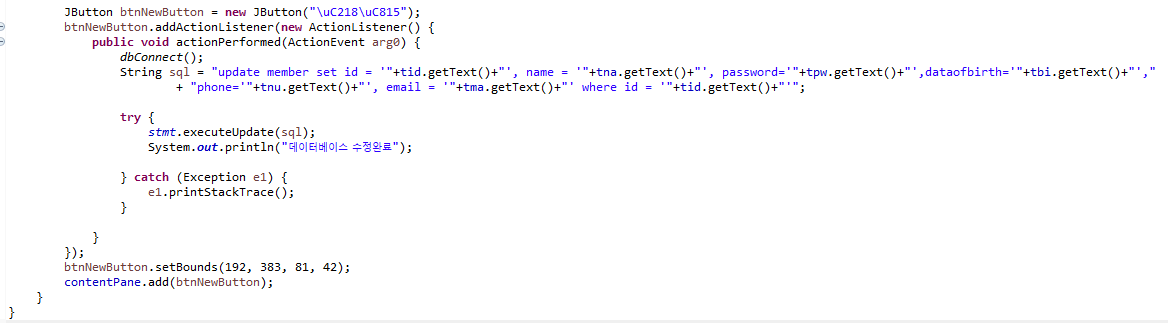 JButton btnNewButton = new JButton("\uC218\uC815");
btnNewButton.addActionListener(new ActionListener() {
public void actionPerformed(ActionEvent arg0) {
dbConnect();
String sql = "update member set id = '"+tid.getText()+"', name = '"+tna.getText()+"', password='"+tpw.getText()+"',dataofbirth='"+tbi.getText()+"',"
+ "phone='"+tnu.getText()+"', email = '"+tma.getText()+"' where id = '"+tid.getText()+"'";
try {
stmt.executeUpdate(sql);
System.out.println("데이터베이스 수정완료");
} catch (Exception e1) {
e1.printStackTrace();
}
}
});
btnNewButton.setBounds(192, 383, 81, 42);
contentPane.add(btnNewButton);
}
}